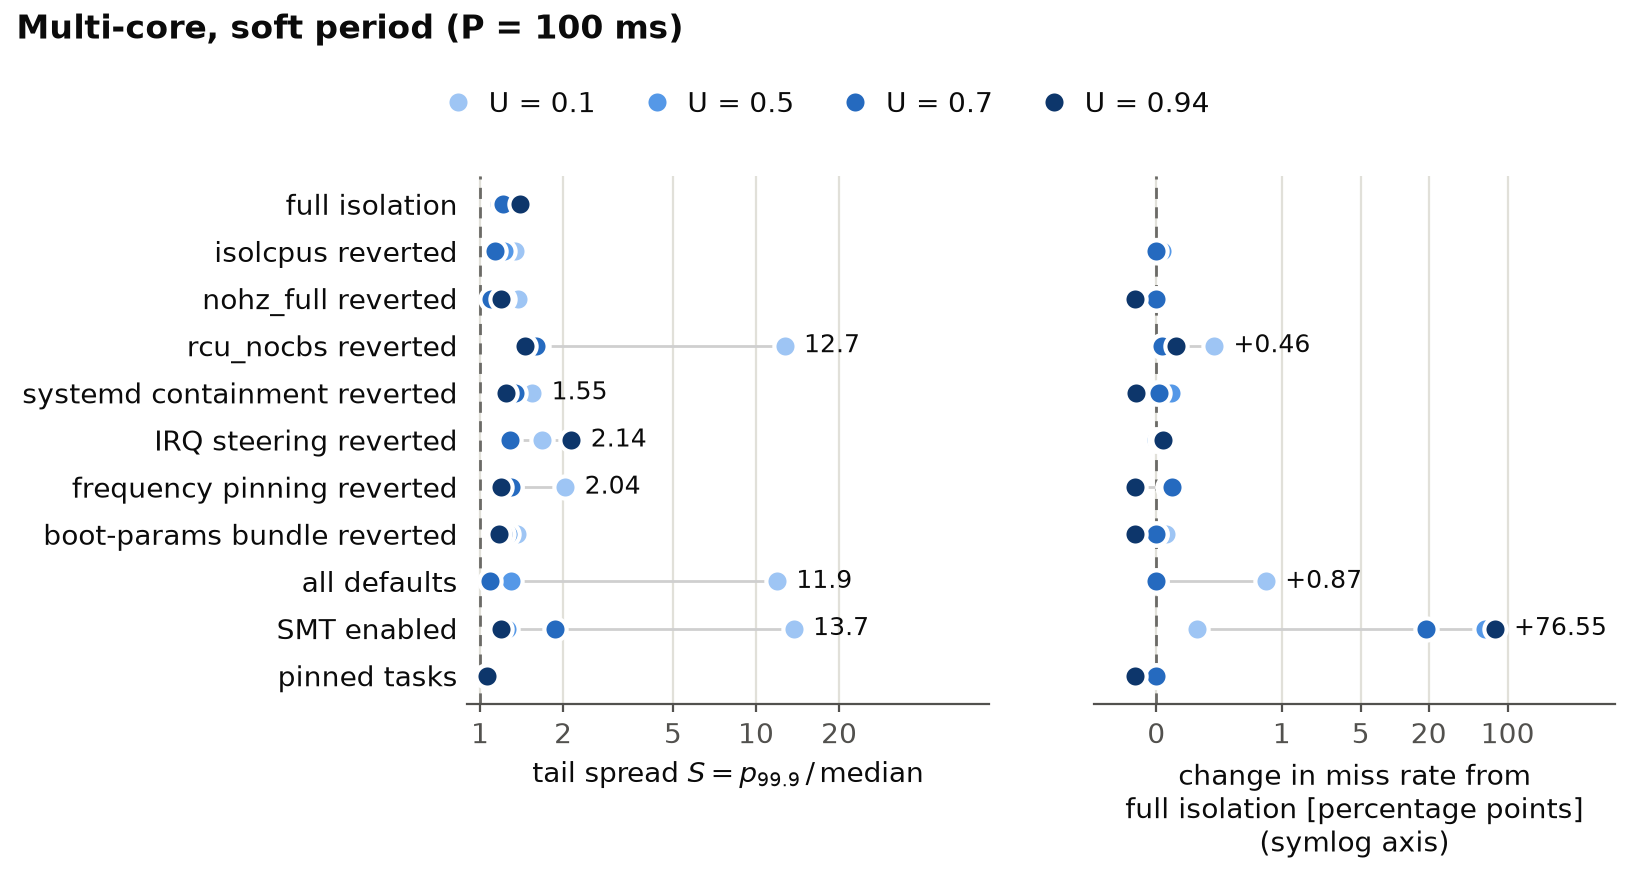 Multi-core, soft period (P = 100 ms)
U = 0.1
U = 0.5
U = 0.7
U = 0.94
full isolation
isolcpus reverted
nohz_full reverted
rcu_nocbs reverted
12.7
+0.46
systemd containment reverted
1.55
IRQ steering reverted
2.14
frequency pinning reverted
2.04
boot-params bundle reverted
all defaults
11.9
+0.87
SMT enabled
13.7
+76.55
pinned tasks
1 2 5 10 20
0 1 5 20 100
tail spread S = p99.9 / median
change in miss rate from
full isolation [percentage points]
(symlog axis)